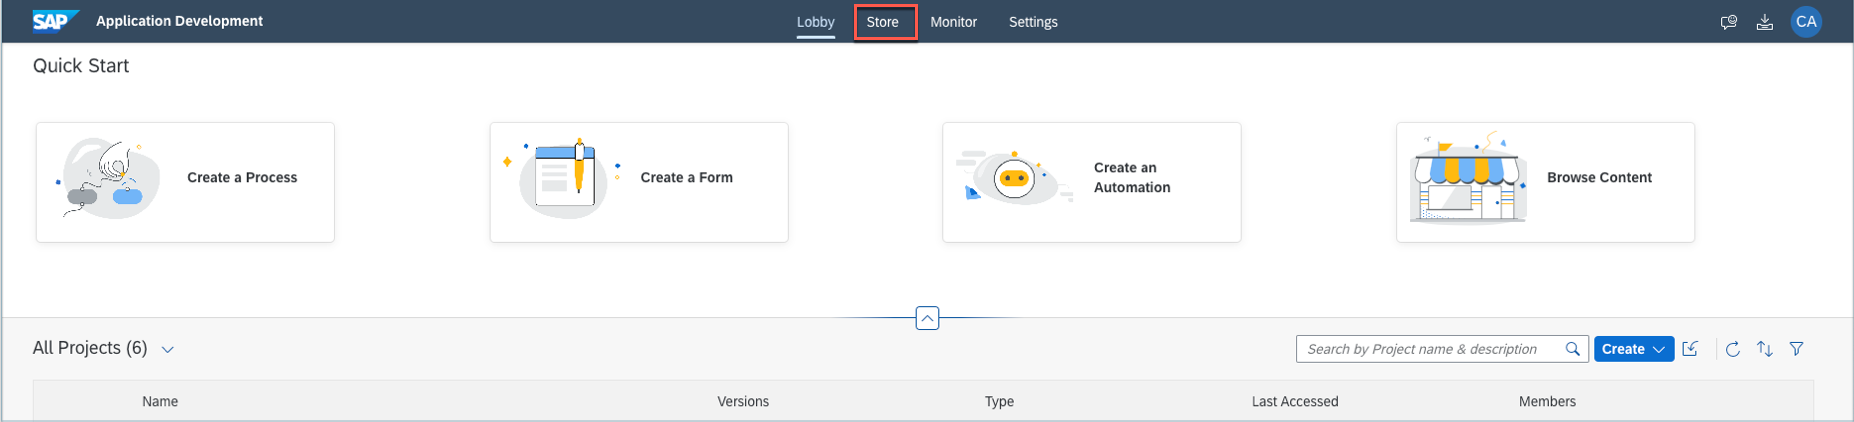 SAP Application Development Lobby Store Monitor Settings CA
Quick Start
Create a Process
Create a Form
Create an
Automation
Browse Content
All Projects (6) Search by Project name & description Create
Name Versions Type Last Accessed Members